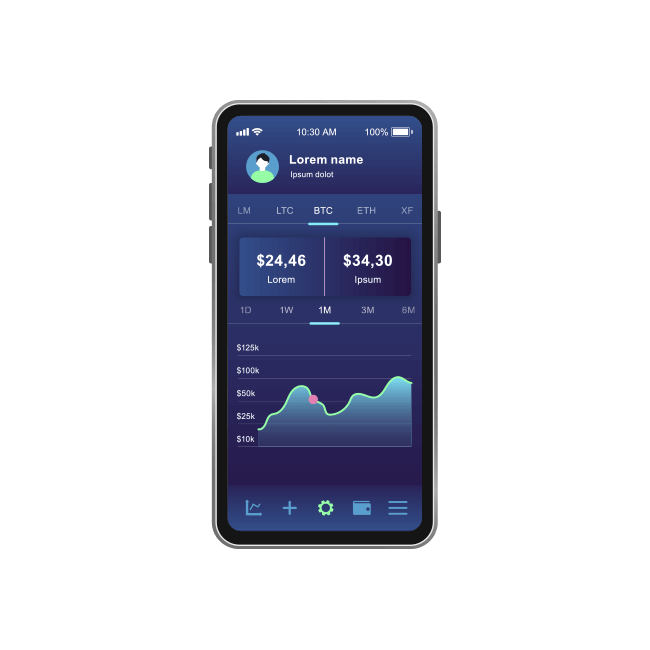 10:30 AM 100%
Lorem name
Ipsum dolot
LM LTC BTC ETH XF
$24,46 $34,30
Lorem Ipsum
1D 1W 1M 3M 6M
$125k
$100k
$50k
$25k
$10k